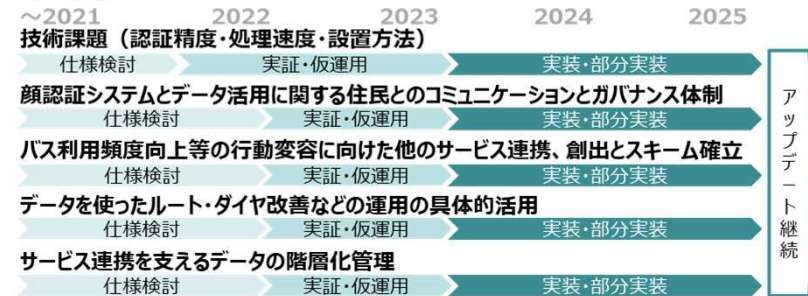 ～2021 2022 2023 2024 2025
技術課題（認証精度・処理速度・設置方法）
仕様検討 実証・仮運用 実装・部分実装
顔認証システムとデータ活用に関する住民とのコミュニケーションとガバナンス体制
仕様検討 実証・仮運用 実装・部分実装
バス利用頻度向上等の行動変容に向けた他のサービス連携、創出とスキーム確立
仕様検討 実証・仮運用 実装・部分実装
データを使ったルート・ダイヤ改善などの運用の具体的活用
仕様検討 実証・仮運用 実装・部分実装
サービス連携を支えるデータの階層化管理
仕様検討 実証・仮運用 実装・部分実装
アップデート継続